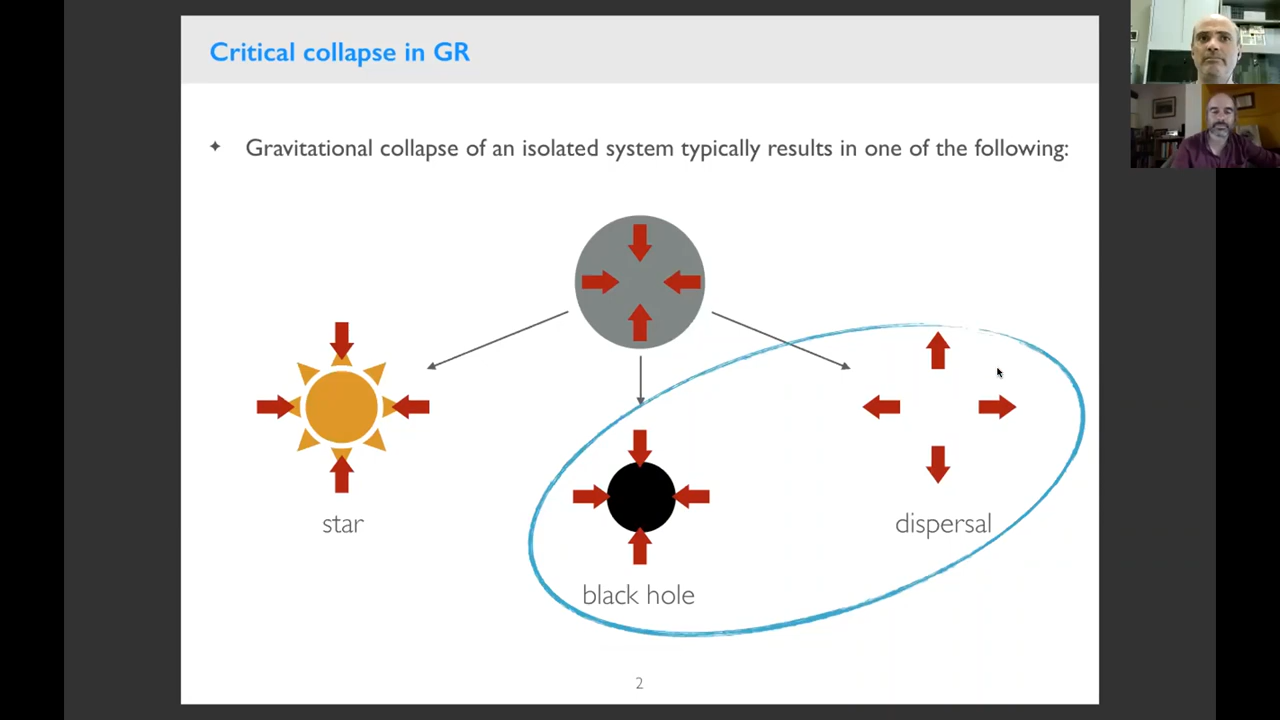 Critical collapse in GR
✦ Gravitational collapse of an isolated system typically results in one of the following:
star
dispersal
black hole
2